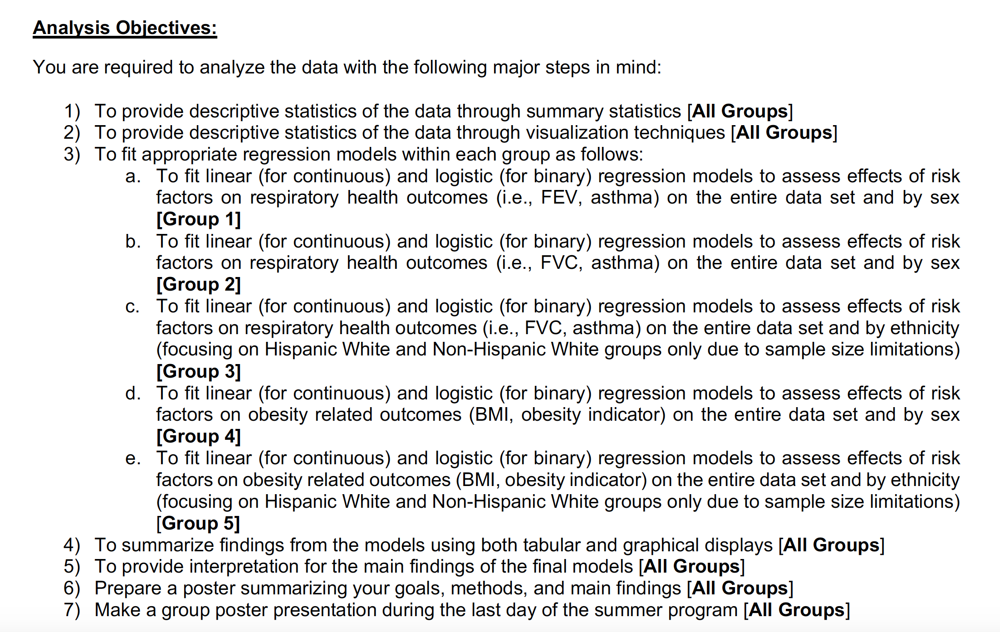 Analysis Objectives:
You are required to analyze the data with the following major steps in mind:
1) To provide descriptive statistics of the data through summary statistics [All Groups]
2) To provide descriptive statistics of the data through visualization techniques [All Groups]
3) To fit appropriate regression models within each group as follows:
a. To fit linear (for continuous) and logistic (for binary) regression models to assess effects of risk
factors on respiratory health outcomes (i.e., FEV, asthma) on the entire data set and by sex
[Group 1]
b. To fit linear (for continuous) and logistic (for binary) regression models to assess effects of risk
factors on respiratory health outcomes (i.e., FVC, asthma) on the entire data set and by sex
[Group 2]
c. To fit linear (for continuous) and logistic (for binary) regression models to assess effects of risk
factors on respiratory health outcomes (i.e., FVC, asthma) on the entire data set and by ethnicity
(focusing on Hispanic White and Non-Hispanic White groups only due to sample size limitations)
[Group 3]
d. To fit linear (for continuous) and logistic (for binary) regression models to assess effects of risk
factors on obesity related outcomes (BMI, obesity indicator) on the entire data set and by sex
[Group 4]
e. To fit linear (for continuous) and logistic (for binary) regression models to assess effects of risk
factors on obesity related outcomes (BMI, obesity indicator) on the entire data set and by ethnicity
(focusing on Hispanic White and Non-Hispanic White groups only due to sample size limitations)
[Group 5]
4) To summarize findings from the models using both tabular and graphical displays [All Groups]
5) To provide interpretation for the main findings of the final models [All Groups]
6) Prepare a poster summarizing your goals, methods, and main findings [All Groups]
7) Make a group poster presentation during the last day of the summer program [All Groups]